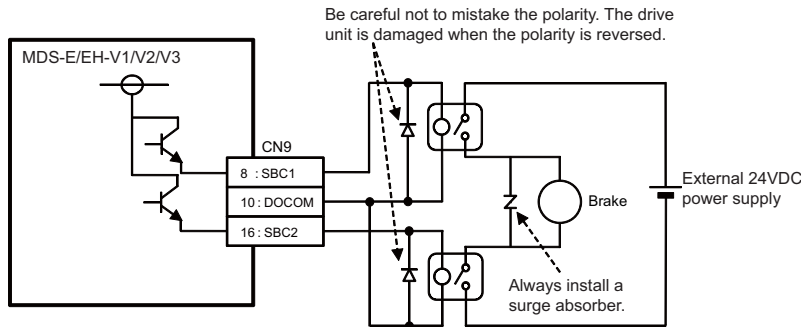 Be careful not to mistake the polarity. The drive
unit is damaged when the polarity is reversed.
MDS-E/EH-V1/V2/V3
CN9
8 : SBC1
10 : DOCOM
16 : SBC2
Brake
External 24VDC
power supply
Always install a
surge absorber.